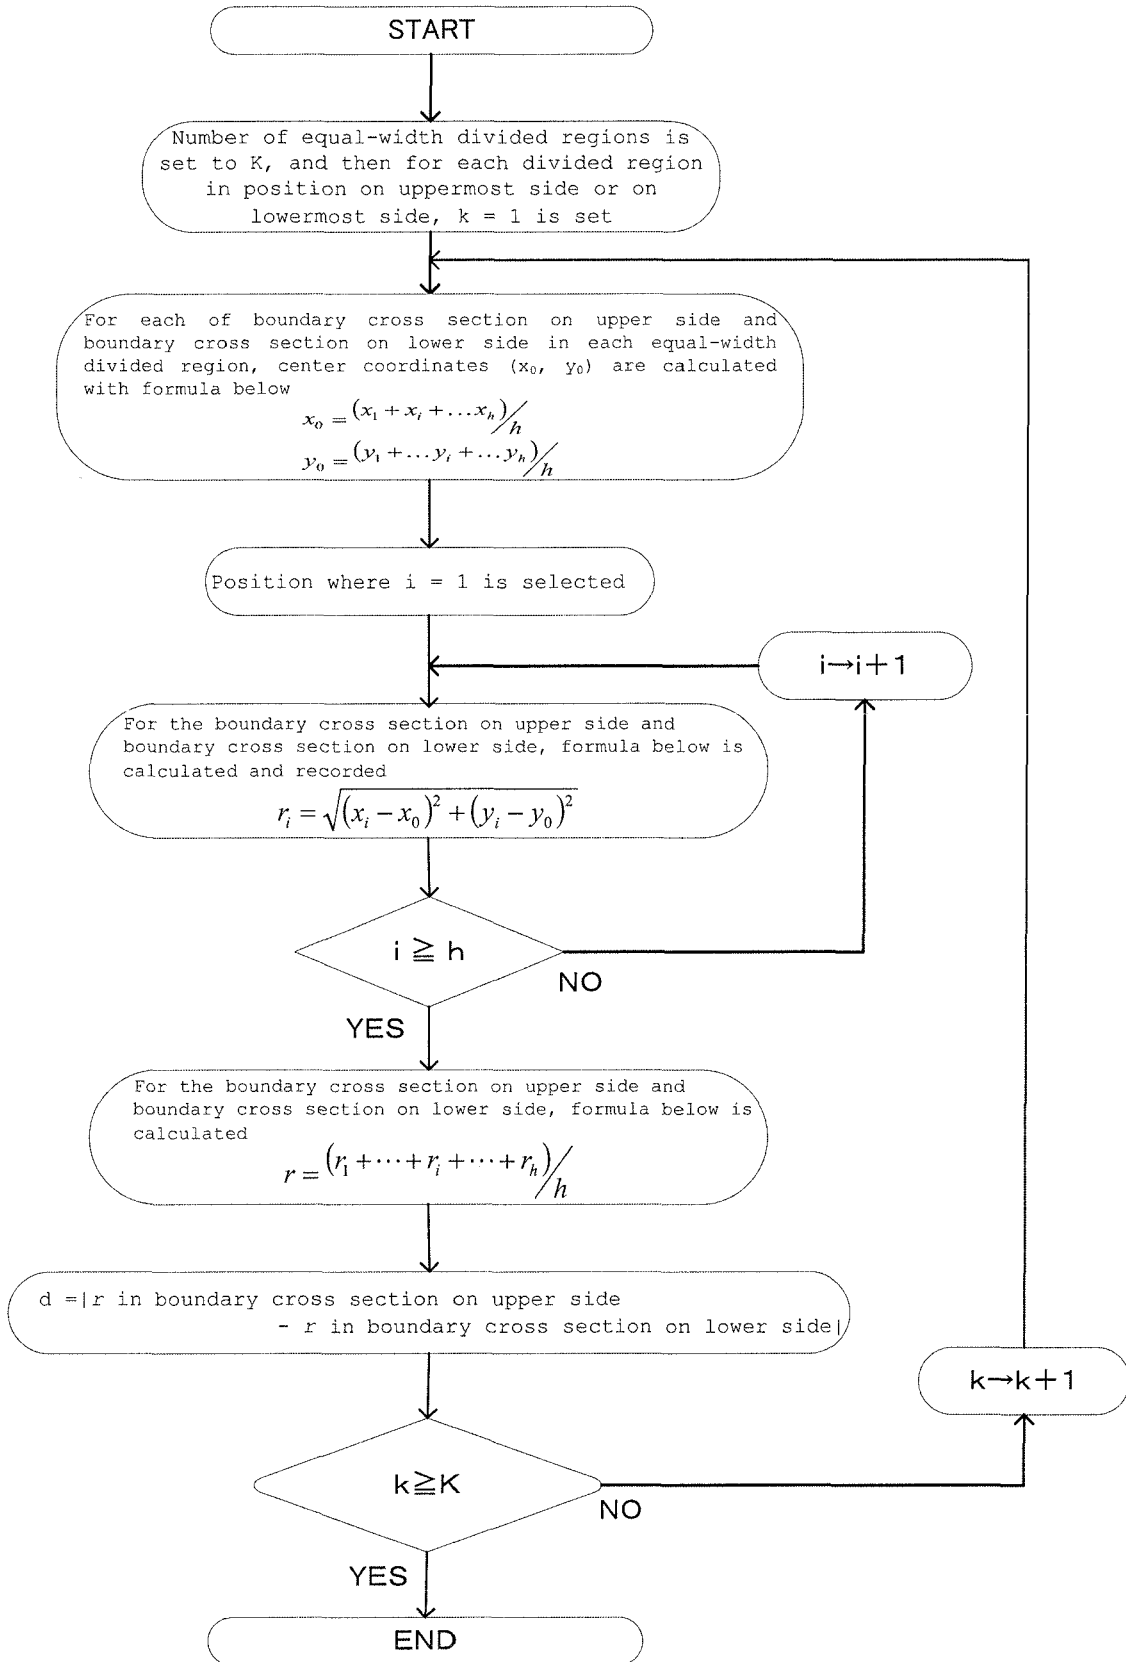 START
Number of equal-width divided regions is
set to K, and then for each divided region
in position on uppermost side or on
lowermost side, k = 1 is set
For each of boundary cross section on upper side and
boundary cross section on lower side in each equal-width
divided region, center coordinates (x₀, y₀) are calculated
with formula below
x₀ = (x₁ + xᵢ + ...xₕ)/h
y₀ = (y₁ + ...yᵢ + ...yₕ)/h
Position where i = 1 is selected
i→i+1
For the boundary cross section on upper side and
boundary cross section on lower side, formula below is
calculated and recorded
rᵢ = √((xᵢ − x₀)² + (yᵢ − y₀)²)
i ≧ h
NO
YES
For the boundary cross section on upper side and
boundary cross section on lower side, formula below is
calculated
r = (r₁ + ⋯ + rᵢ + ⋯ + rₕ)/h
d =|r in boundary cross section on upper side
- r in boundary cross section on lower side|
k→k+1
k≧K
NO
YES
END